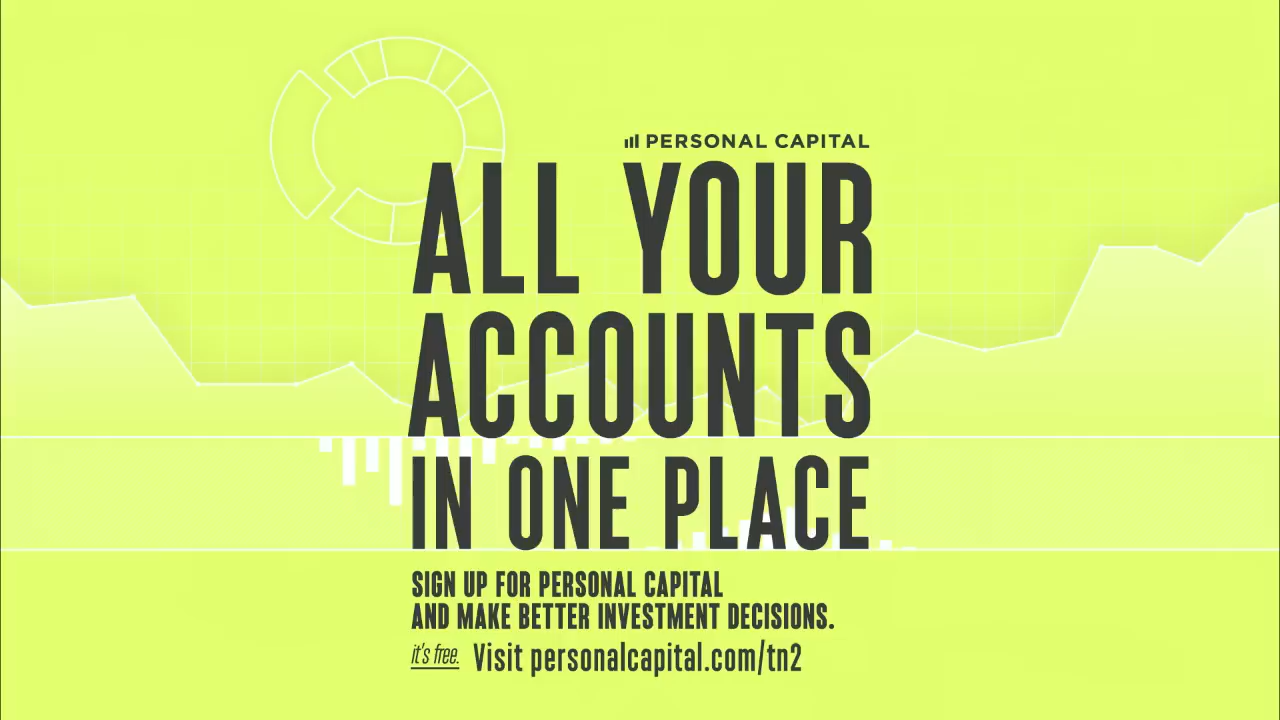 PERSONAL CAPITAL
ALL YOUR
ACCOUNTS
IN ONE PLACE
SIGN UP FOR PERSONAL CAPITAL
AND MAKE BETTER INVESTMENT DECISIONS.
it's free. Visit personalcapital.com/tn2